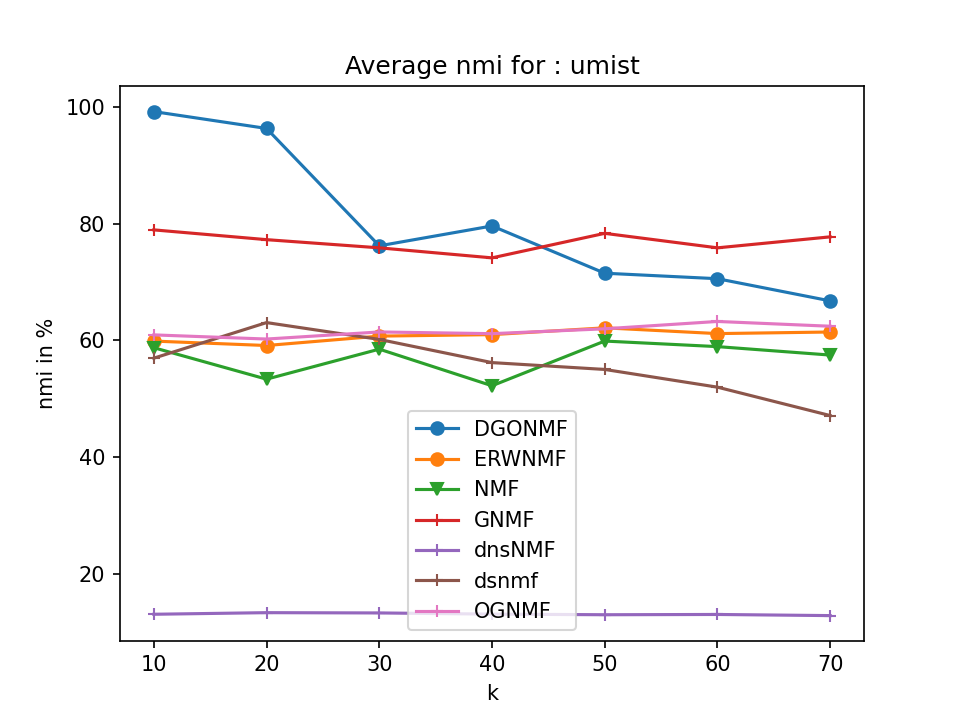 Average nmi for : umist
nmi in %
100
80
60
40
20
DGONMF
ERWNMF
NMF
GNMF
dnsNMF
dsnmf
OGNMF
10 20 30 40 50 60 70
k